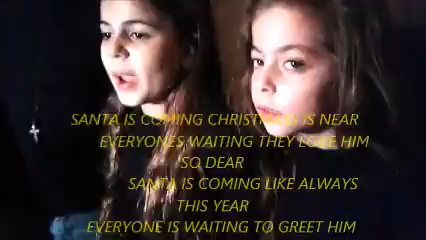 SANTA IS COMING CHRISTMAS IS NEAR
EVERYONES WAITING THEY LOVE HIM
SO DEAR
SANTA IS COMING LIKE ALWAYS
THIS YEAR
EVERYONE IS WAITING TO GREET HIM